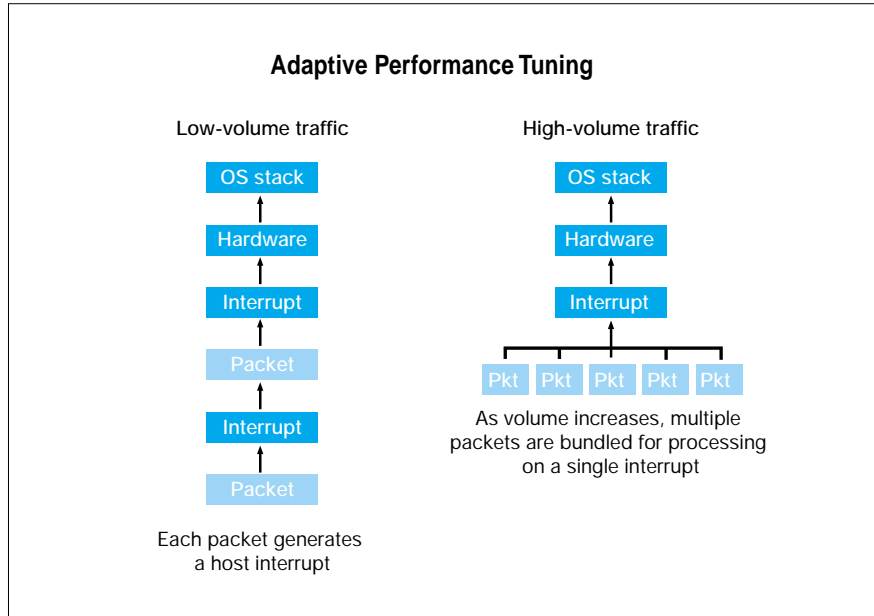 Adaptive Performance Tuning
Low-volume traffic
OS stack
Hardware
Interrupt
Packet
Interrupt
Packet
Each packet generates
a host interrupt
High-volume traffic
OS stack
Hardware
Interrupt
Pkt Pkt Pkt Pkt Pkt
As volume increases, multiple
packets are bundled for processing
on a single interrupt